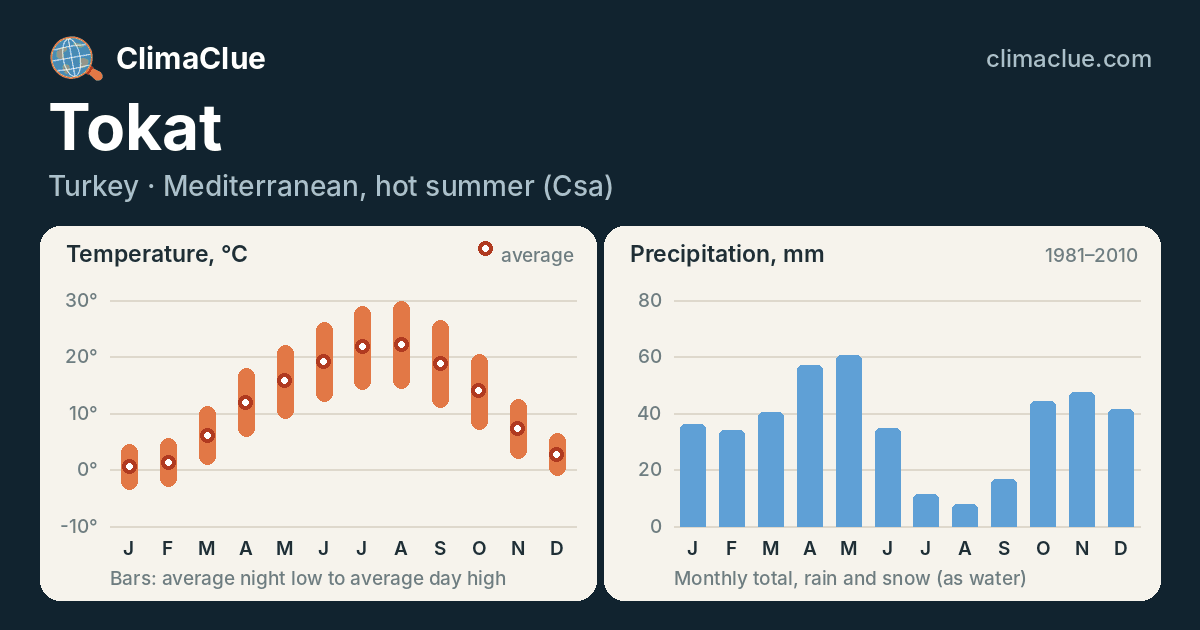 ClimaClue
climaclue.com
Tokat
Turkey · Mediterranean, hot summer (Csa)
Temperature, °C
average
30°
20°
10°
0°
-10°
J F M A M J J A S O N D
Bars: average night low to average day high
Precipitation, mm
1981–2010
80
60
40
20
0
J F M A M J J A S O N D
Monthly total, rain and snow (as water)